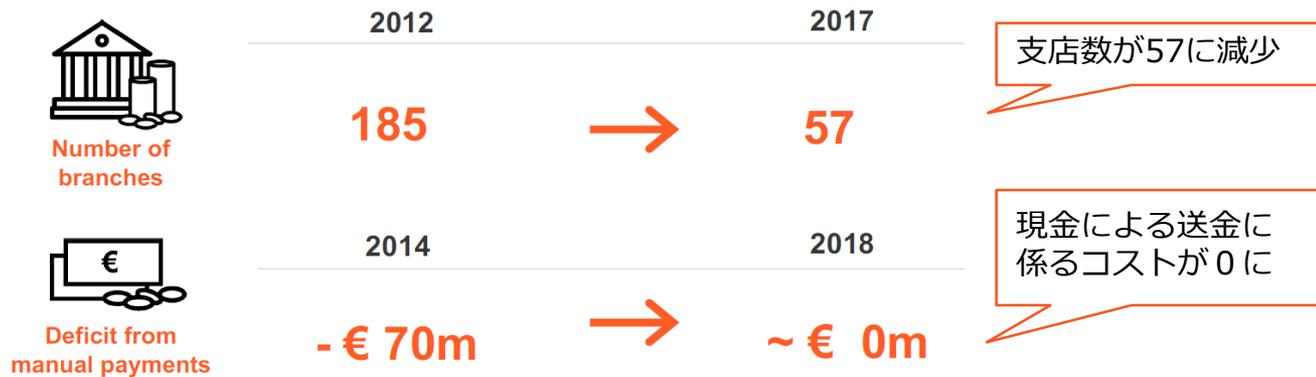 2012
2017
支店数が57に減少
185
57
Number of
branches
2014
2018
現金による送金に
係るコストが０に
€
Deficit from
manual payments
- € 70m
~ € 0m